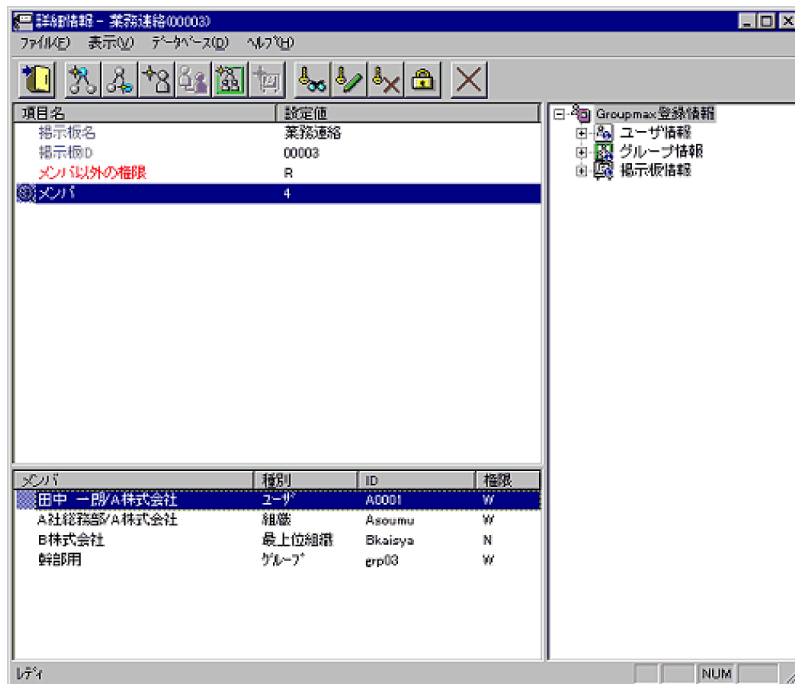 詳細情報 - 業務連絡(00003)
ﾌｧｲﾙ(F) 表示(V) ﾃﾞｰﾀﾍﾞｰｽ(D) ﾍﾙﾌﾟ(H)
項目名 設定値
掲示板名 業務連絡
掲示板ID 00003
メンバ以外の権限 R
メンバ 4
Groupmax登録情報
ユーザ情報
グループ情報
掲示板情報
メンバ 種別 ID 権限
田中 一郎/A株式会社 ﾕｰｻﾞ A0001 W
A社総務部/A株式会社 組織 Asoumu W
B株式会社 最上位組織 Bkaisya N
幹部用 ｸﾞﾙｰﾌﾟ grp03 W
ﾚﾃﾞｨ NUM